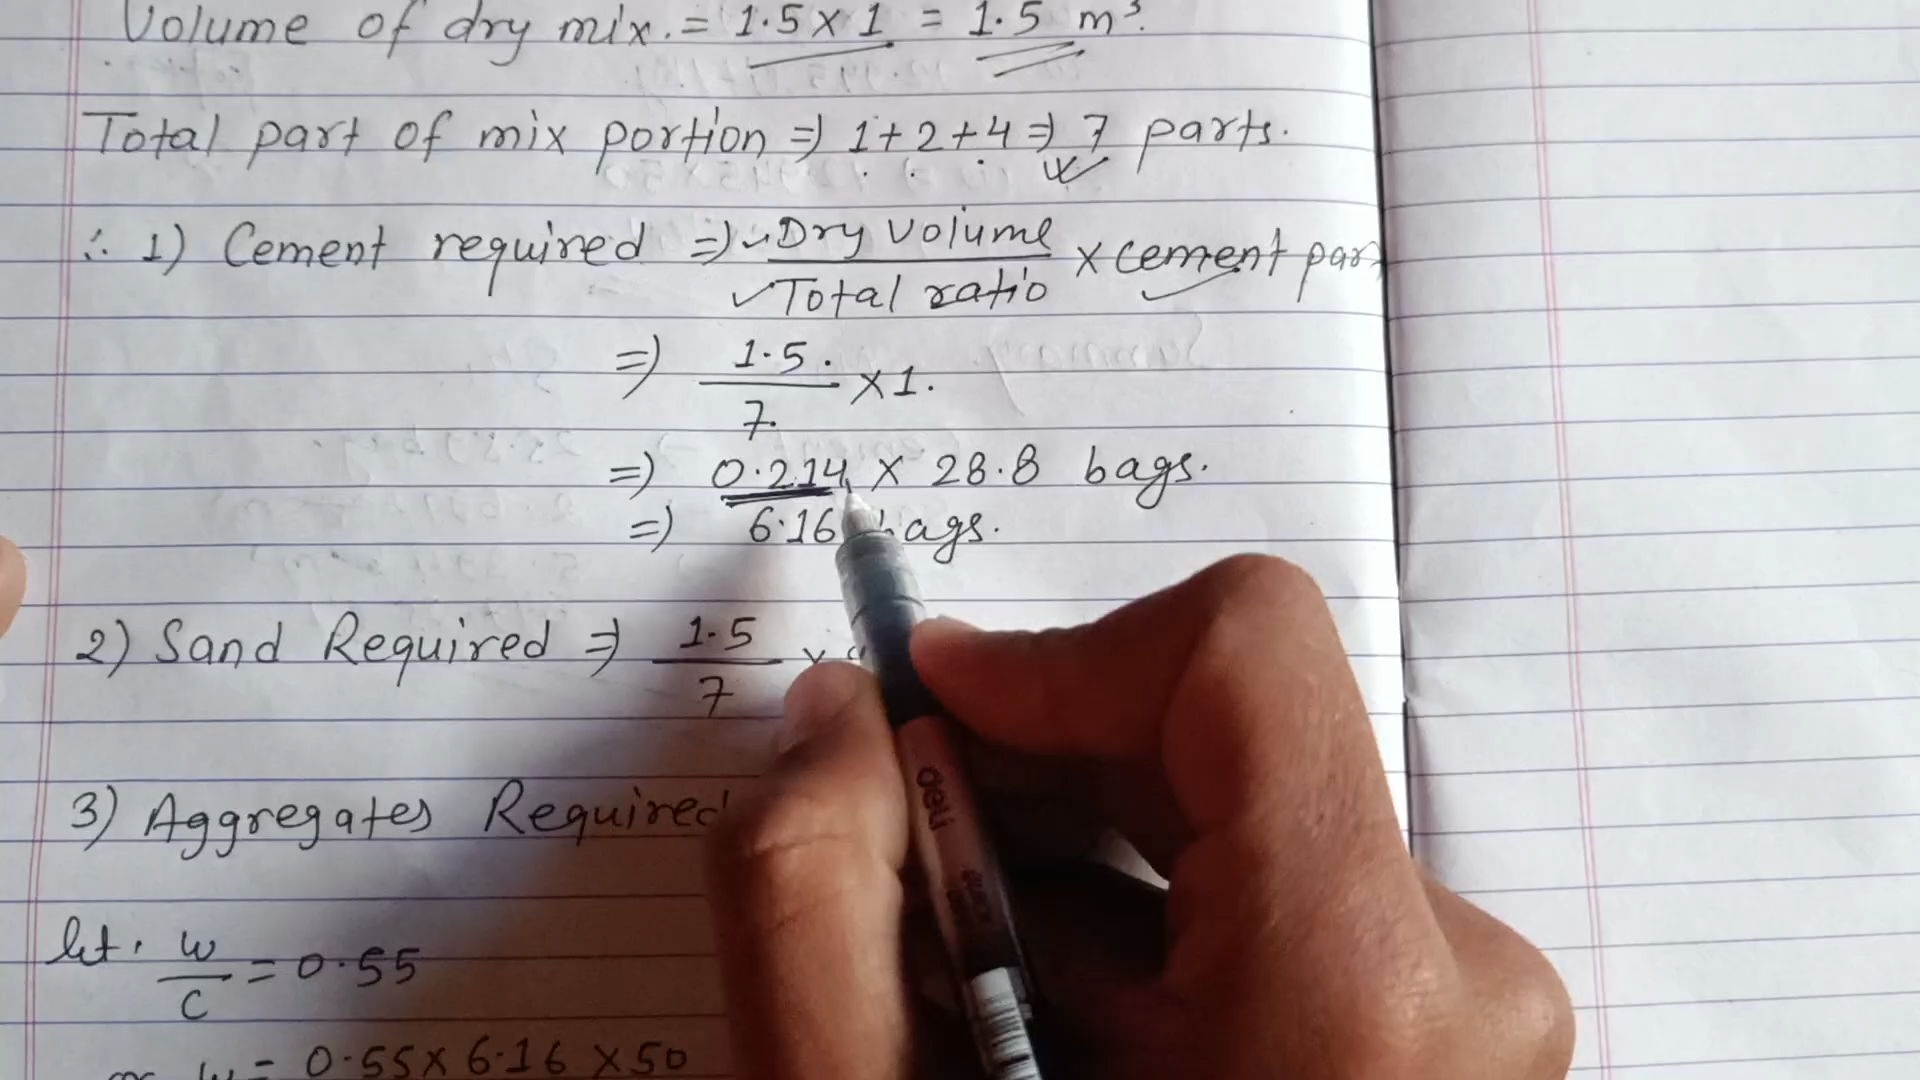 Volume of dry mix. = 1.5 x 1 = 1.5 m³.
Total part of mix portion => 1+2+4 => 7 parts.
∴ 1) Cement required => Dry Volume / Total ratio x cement part
=> 1.5 / 7 x 1.
=> 0.214 x 28.8 bags.
=> 6.16 bags.
2) Sand Required => 1.5 / 7 x
3) Aggregates Required
let. w/c = 0.55
or w = 0.55 x 6.16 x 50
deli